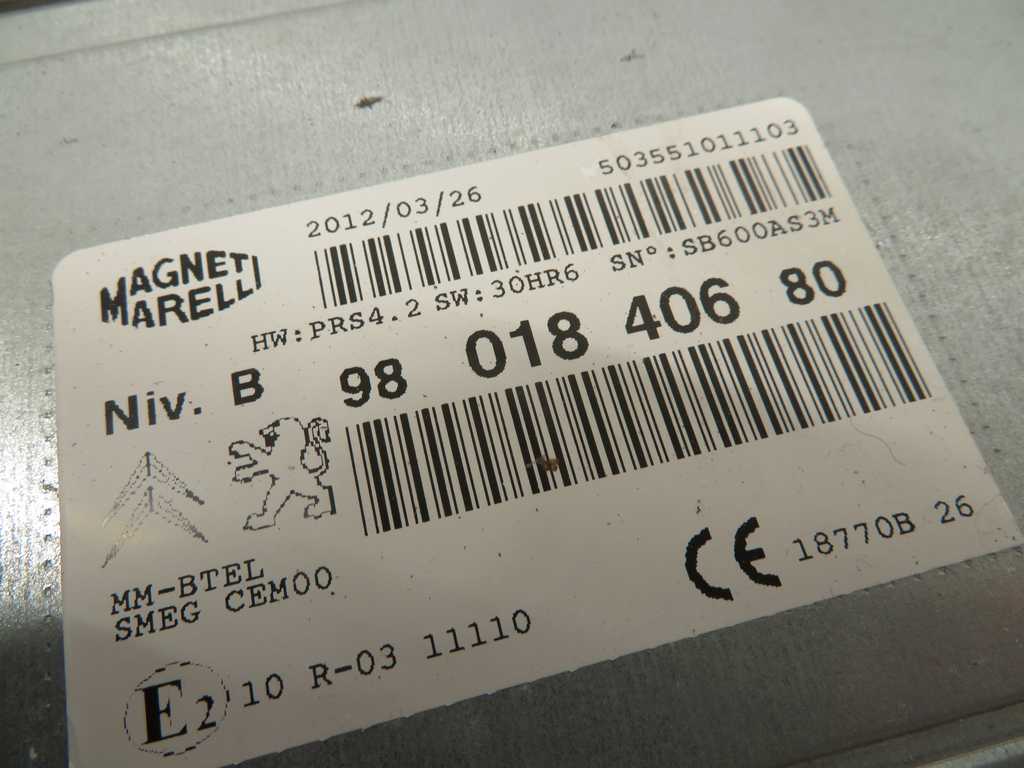 MAGNETI
MARELLI
2012/03/26
503551011103
HW:PRS4.2 SW:30HR6 SN°:SB600AS3M
Niv. B 98 018 406 80
MM-BTEL
SMEG CEM00
CE 18770B 26
E2 10 R-03 11110